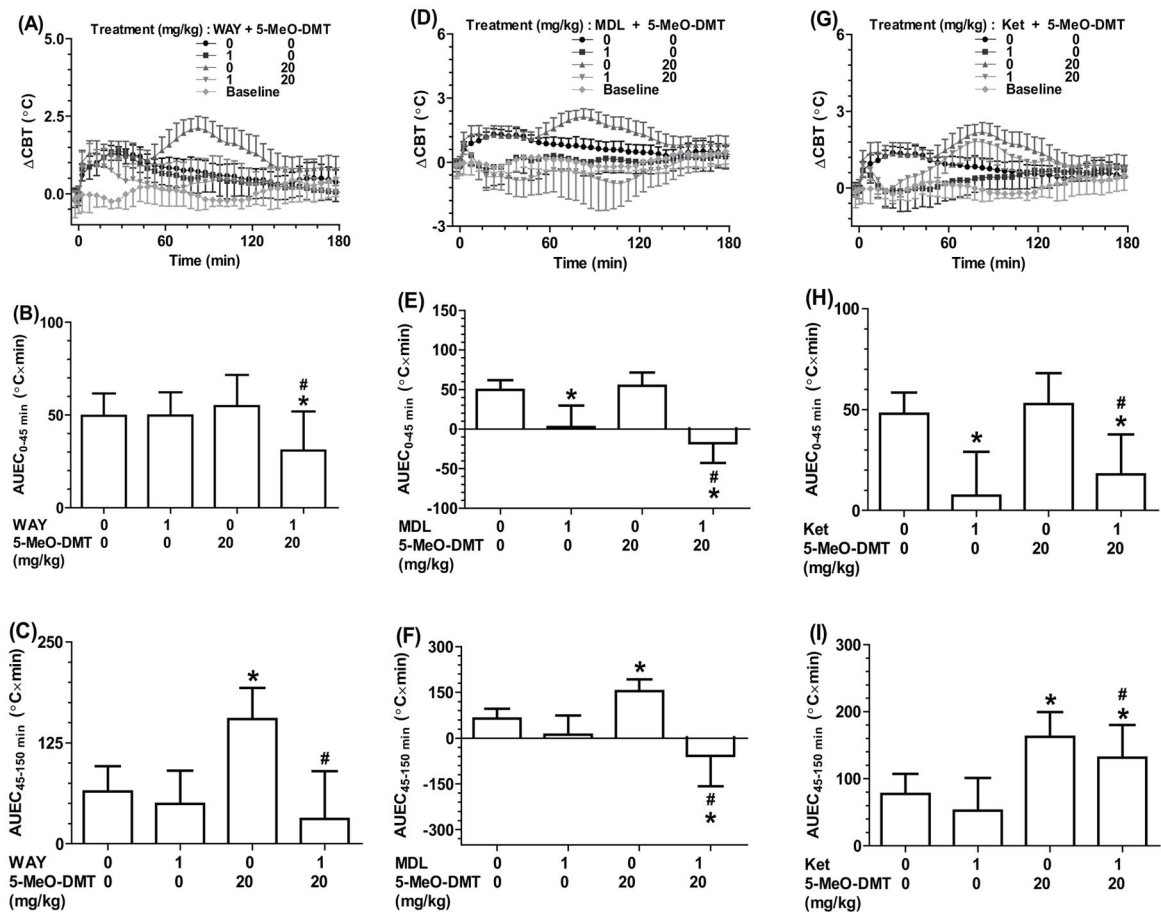 (A)
Treatment (mg/kg) : WAY + 5-MeO-DMT
0 0
1 0
0 20
1 20
Baseline
5.0
2.5
0.0
ΔCBT (°C)
0 60 120 180
Time (min)
(D)
Treatment (mg/kg) : MDL + 5-MeO-DMT
0 0
1 0
0 20
1 20
Baseline
6
3
0
-3
ΔCBT (°C)
0 60 120 180
Time (min)
(G)
Treatment (mg/kg) : Ket + 5-MeO-DMT
0 0
1 0
0 20
1 20
Baseline
6
3
0
ΔCBT (°C)
0 60 120 180
Time (min)
(B)
100
50
0
AUEC0-45 min (°C×min)
#
*
WAY 0 1 0 1
5-MeO-DMT 0 0 20 20
(mg/kg)
(E)
150
100
50
0
-50
-100
AUEC0-45 min (°C×min)
*
#
*
MDL 0 1 0 1
5-MeO-DMT 0 0 20 20
(mg/kg)
(H)
100
50
0
AUEC0-45 min (°C×min)
*
#
*
Ket 0 1 0 1
5-MeO-DMT 0 0 20 20
(mg/kg)
(C)
250
125
0
AUEC45-150 min (°C×min)
*
#
WAY 0 1 0 1
5-MeO-DMT 0 0 20 20
(mg/kg)
(F)
300
150
0
-150
-300
AUEC45-150 min (°C×min)
*
#
*
MDL 0 1 0 1
5-MeO-DMT 0 0 20 20
(mg/kg)
(I)
300
200
100
0
AUEC45-150 min (°C×min)
*
#
*
Ket 0 1 0 1
5-MeO-DMT 0 0 20 20
(mg/kg)